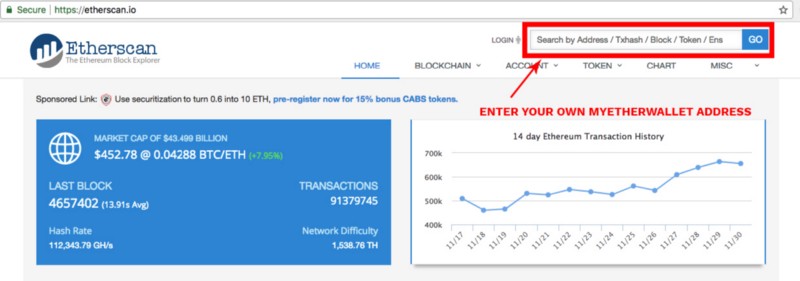 Secure | https://etherscan.io
Etherscan
The Ethereum Block Explorer
LOGIN
Search by Address / Txhash / Block / Token / Ens
GO
HOME
BLOCKCHAIN
ACCOUNT
TOKEN
CHART
MISC
Sponsored Link: Use securitization to turn 0.6 into 10 ETH, pre-register now for 15% bonus CABS tokens.
ENTER YOUR OWN MYETHERWALLET ADDRESS
MARKET CAP OF $43.499 BILLION
$452.78 @ 0.04288 BTC/ETH (+7.95%)
LAST BLOCK
4657402 (13.91s Avg)
TRANSACTIONS
91379745
Hash Rate
112,343.79 GH/s
Network Difficulty
1,538.76 TH
14 day Ethereum Transaction History
700k
600k
500k
400k
11/17
11/18
11/19
11/20
11/21
11/22
11/23
11/24
11/25
11/26
11/27
11/28
11/29
11/30